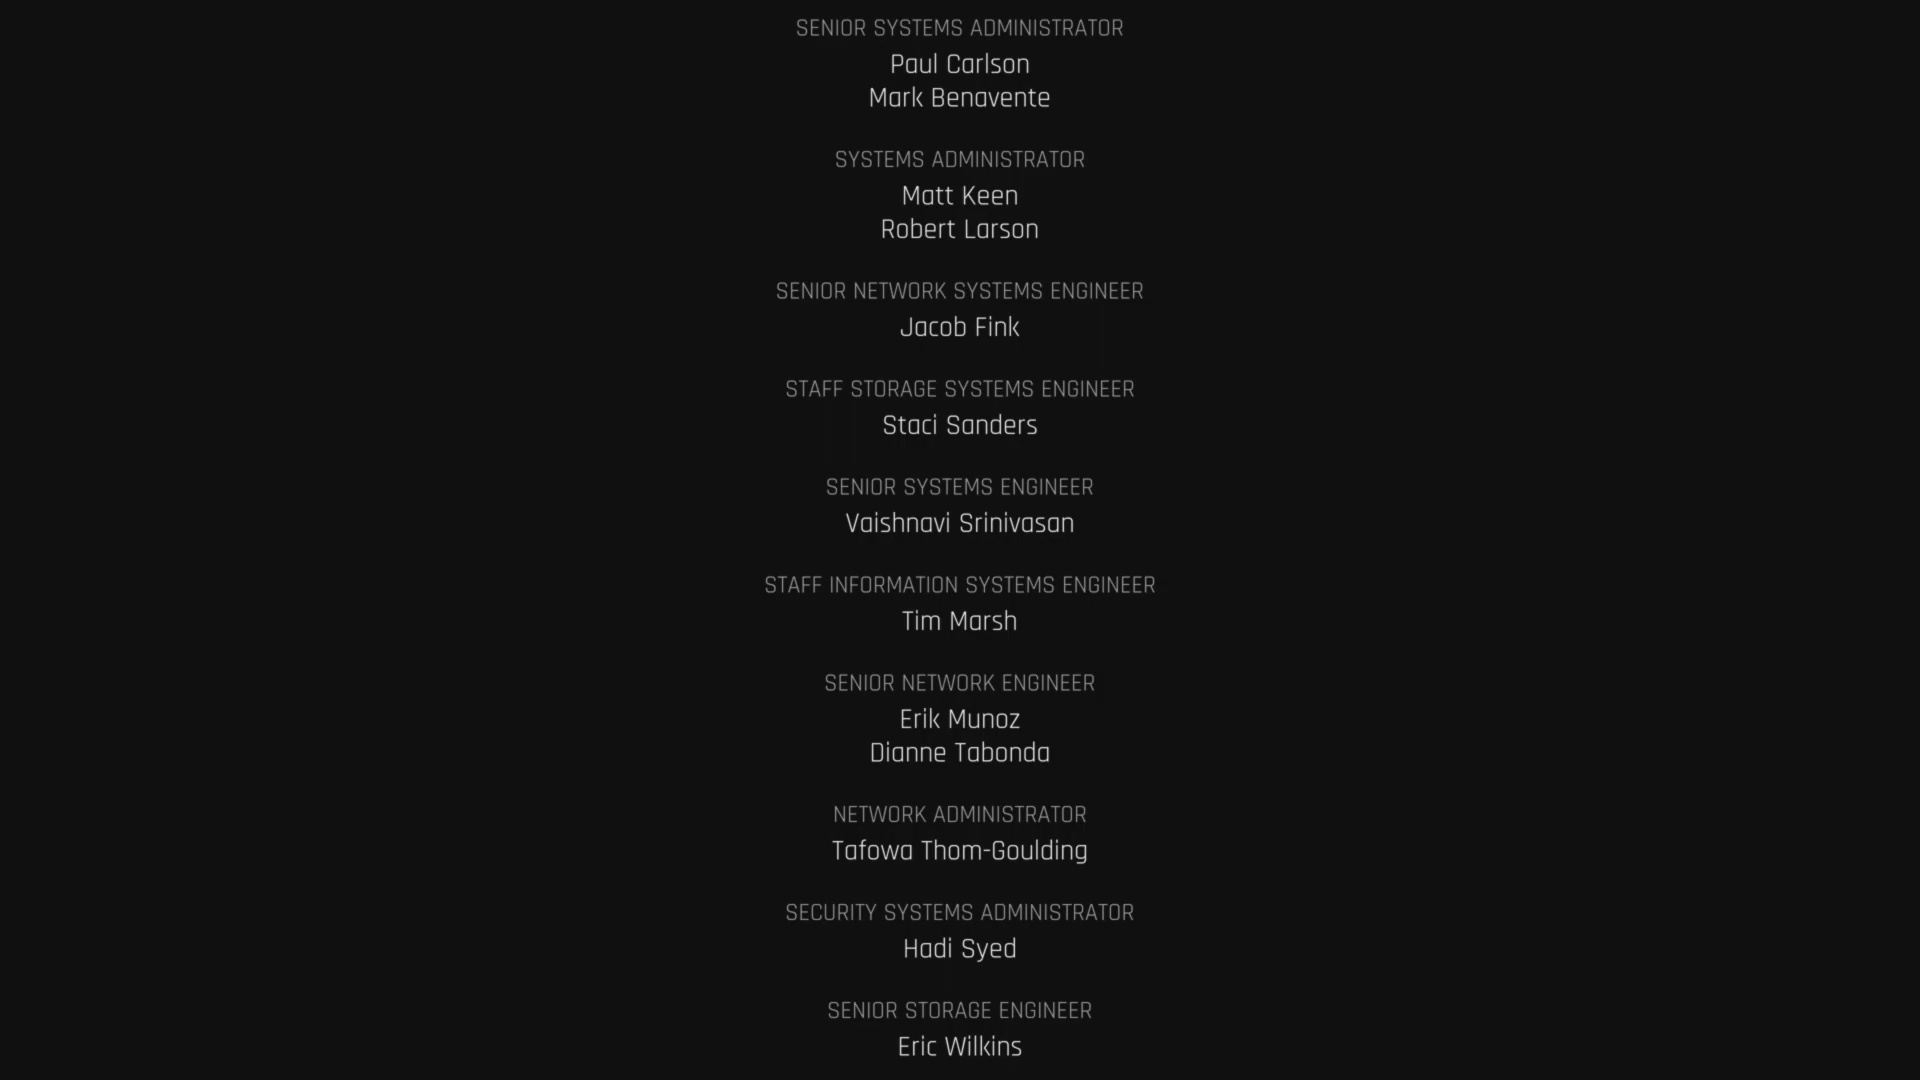 SENIOR SYSTEMS ADMINISTRATOR
Paul Carlson
Mark Benavente
SYSTEMS ADMINISTRATOR
Matt Keen
Robert Larson
SENIOR NETWORK SYSTEMS ENGINEER
Jacob Fink
STAFF STORAGE SYSTEMS ENGINEER
Staci Sanders
SENIOR SYSTEMS ENGINEER
Vaishnavi Srinivasan
STAFF INFORMATION SYSTEMS ENGINEER
Tim Marsh
SENIOR NETWORK ENGINEER
Erik Munoz
Dianne Tabonda
NETWORK ADMINISTRATOR
Tafowa Thom-Goulding
SECURITY SYSTEMS ADMINISTRATOR
Hadi Syed
SENIOR STORAGE ENGINEER
Eric Wilkins